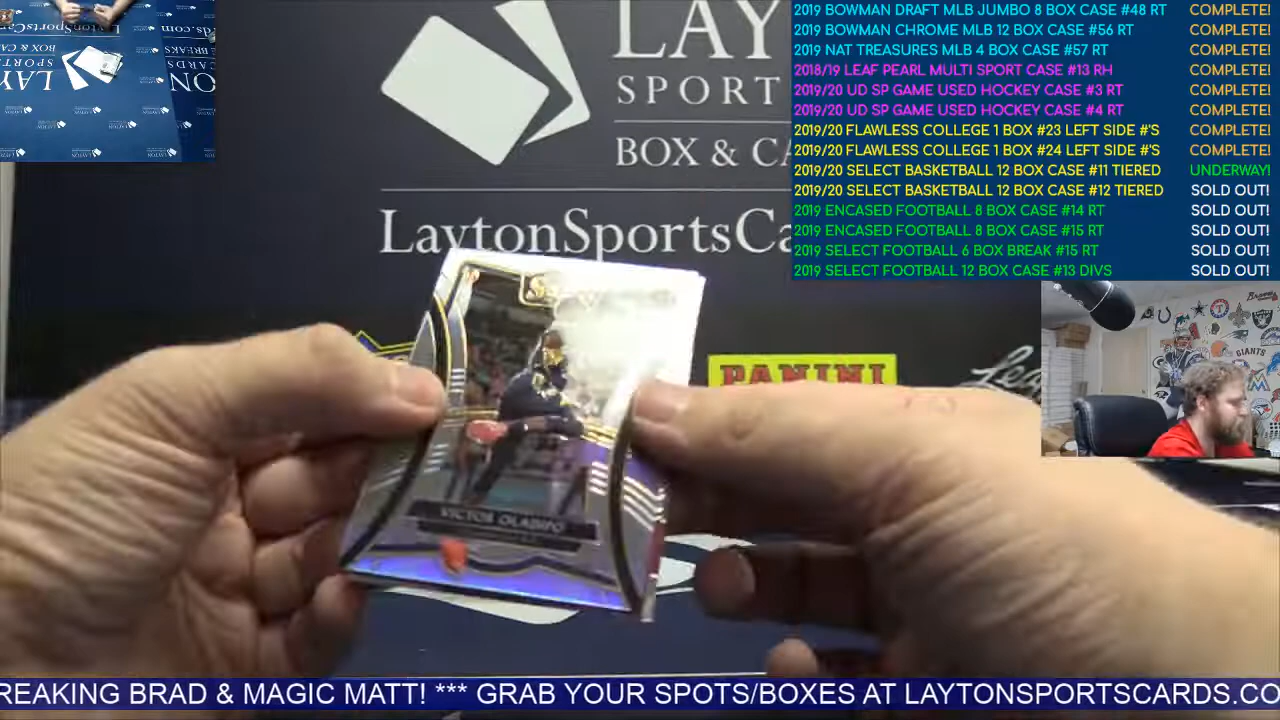 2019 BOWMAN DRAFT MLB JUMBO 8 BOX CASE #48 RT COMPLETE!
2019 BOWMAN CHROME MLB 12 BOX CASE #56 RT COMPLETE!
2019 NAT TREASURES MLB 4 BOX CASE #57 RT COMPLETE!
2018/19 LEAF PEARL MULTI SPORT CASE #13 RH COMPLETE!
2019/20 UD SP GAME USED HOCKEY CASE #3 RT COMPLETE!
2019/20 UD SP GAME USED HOCKEY CASE #4 RT COMPLETE!
2019/20 FLAWLESS COLLEGE 1 BOX #23 LEFT SIDE #'S COMPLETE!
2019/20 FLAWLESS COLLEGE 1 BOX #24 LEFT SIDE #'S COMPLETE!
2019/20 SELECT BASKETBALL 12 BOX CASE #11 TIERED UNDERWAY!
2019/20 SELECT BASKETBALL 12 BOX CASE #12 TIERED SOLD OUT!
2019 ENCASED FOOTBALL 8 BOX CASE #14 RT SOLD OUT!
2019 ENCASED FOOTBALL 8 BOX CASE #15 RT SOLD OUT!
2019 SELECT FOOTBALL 6 BOX BREAK #15 RT SOLD OUT!
2019 SELECT FOOTBALL 12 BOX CASE #13 DIVS SOLD OUT!
LAY
SPORT
BOX & CA
LaytonSportsCa
PANINI
Lea
VICTOR OLADIPO
GIANTS
REAKING BRAD & MAGIC MATT! *** GRAB YOUR SPOTS/BOXES AT LAYTONSPORTSCARDS.CO